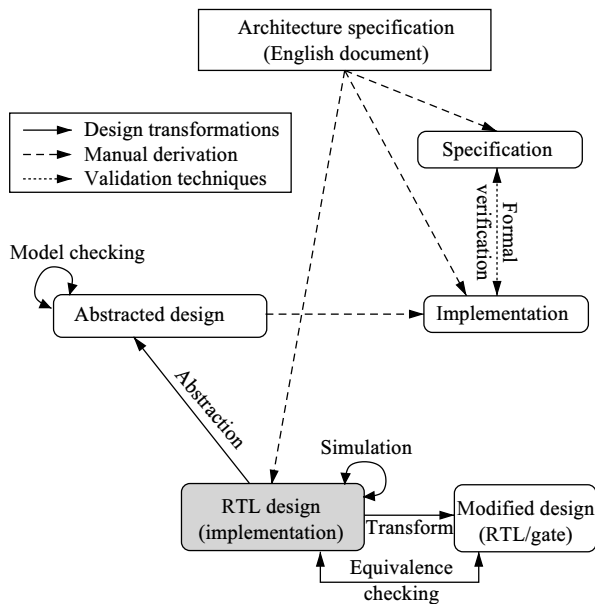 Architecture specification
(English document)
Design transformations
Manual derivation
Validation techniques
Specification
Formal
verification
Model checking
Abstracted design
Implementation
Abstraction
Simulation
RTL design
(implementation)
Transform
Modified design
(RTL/gate)
Equivalence
checking